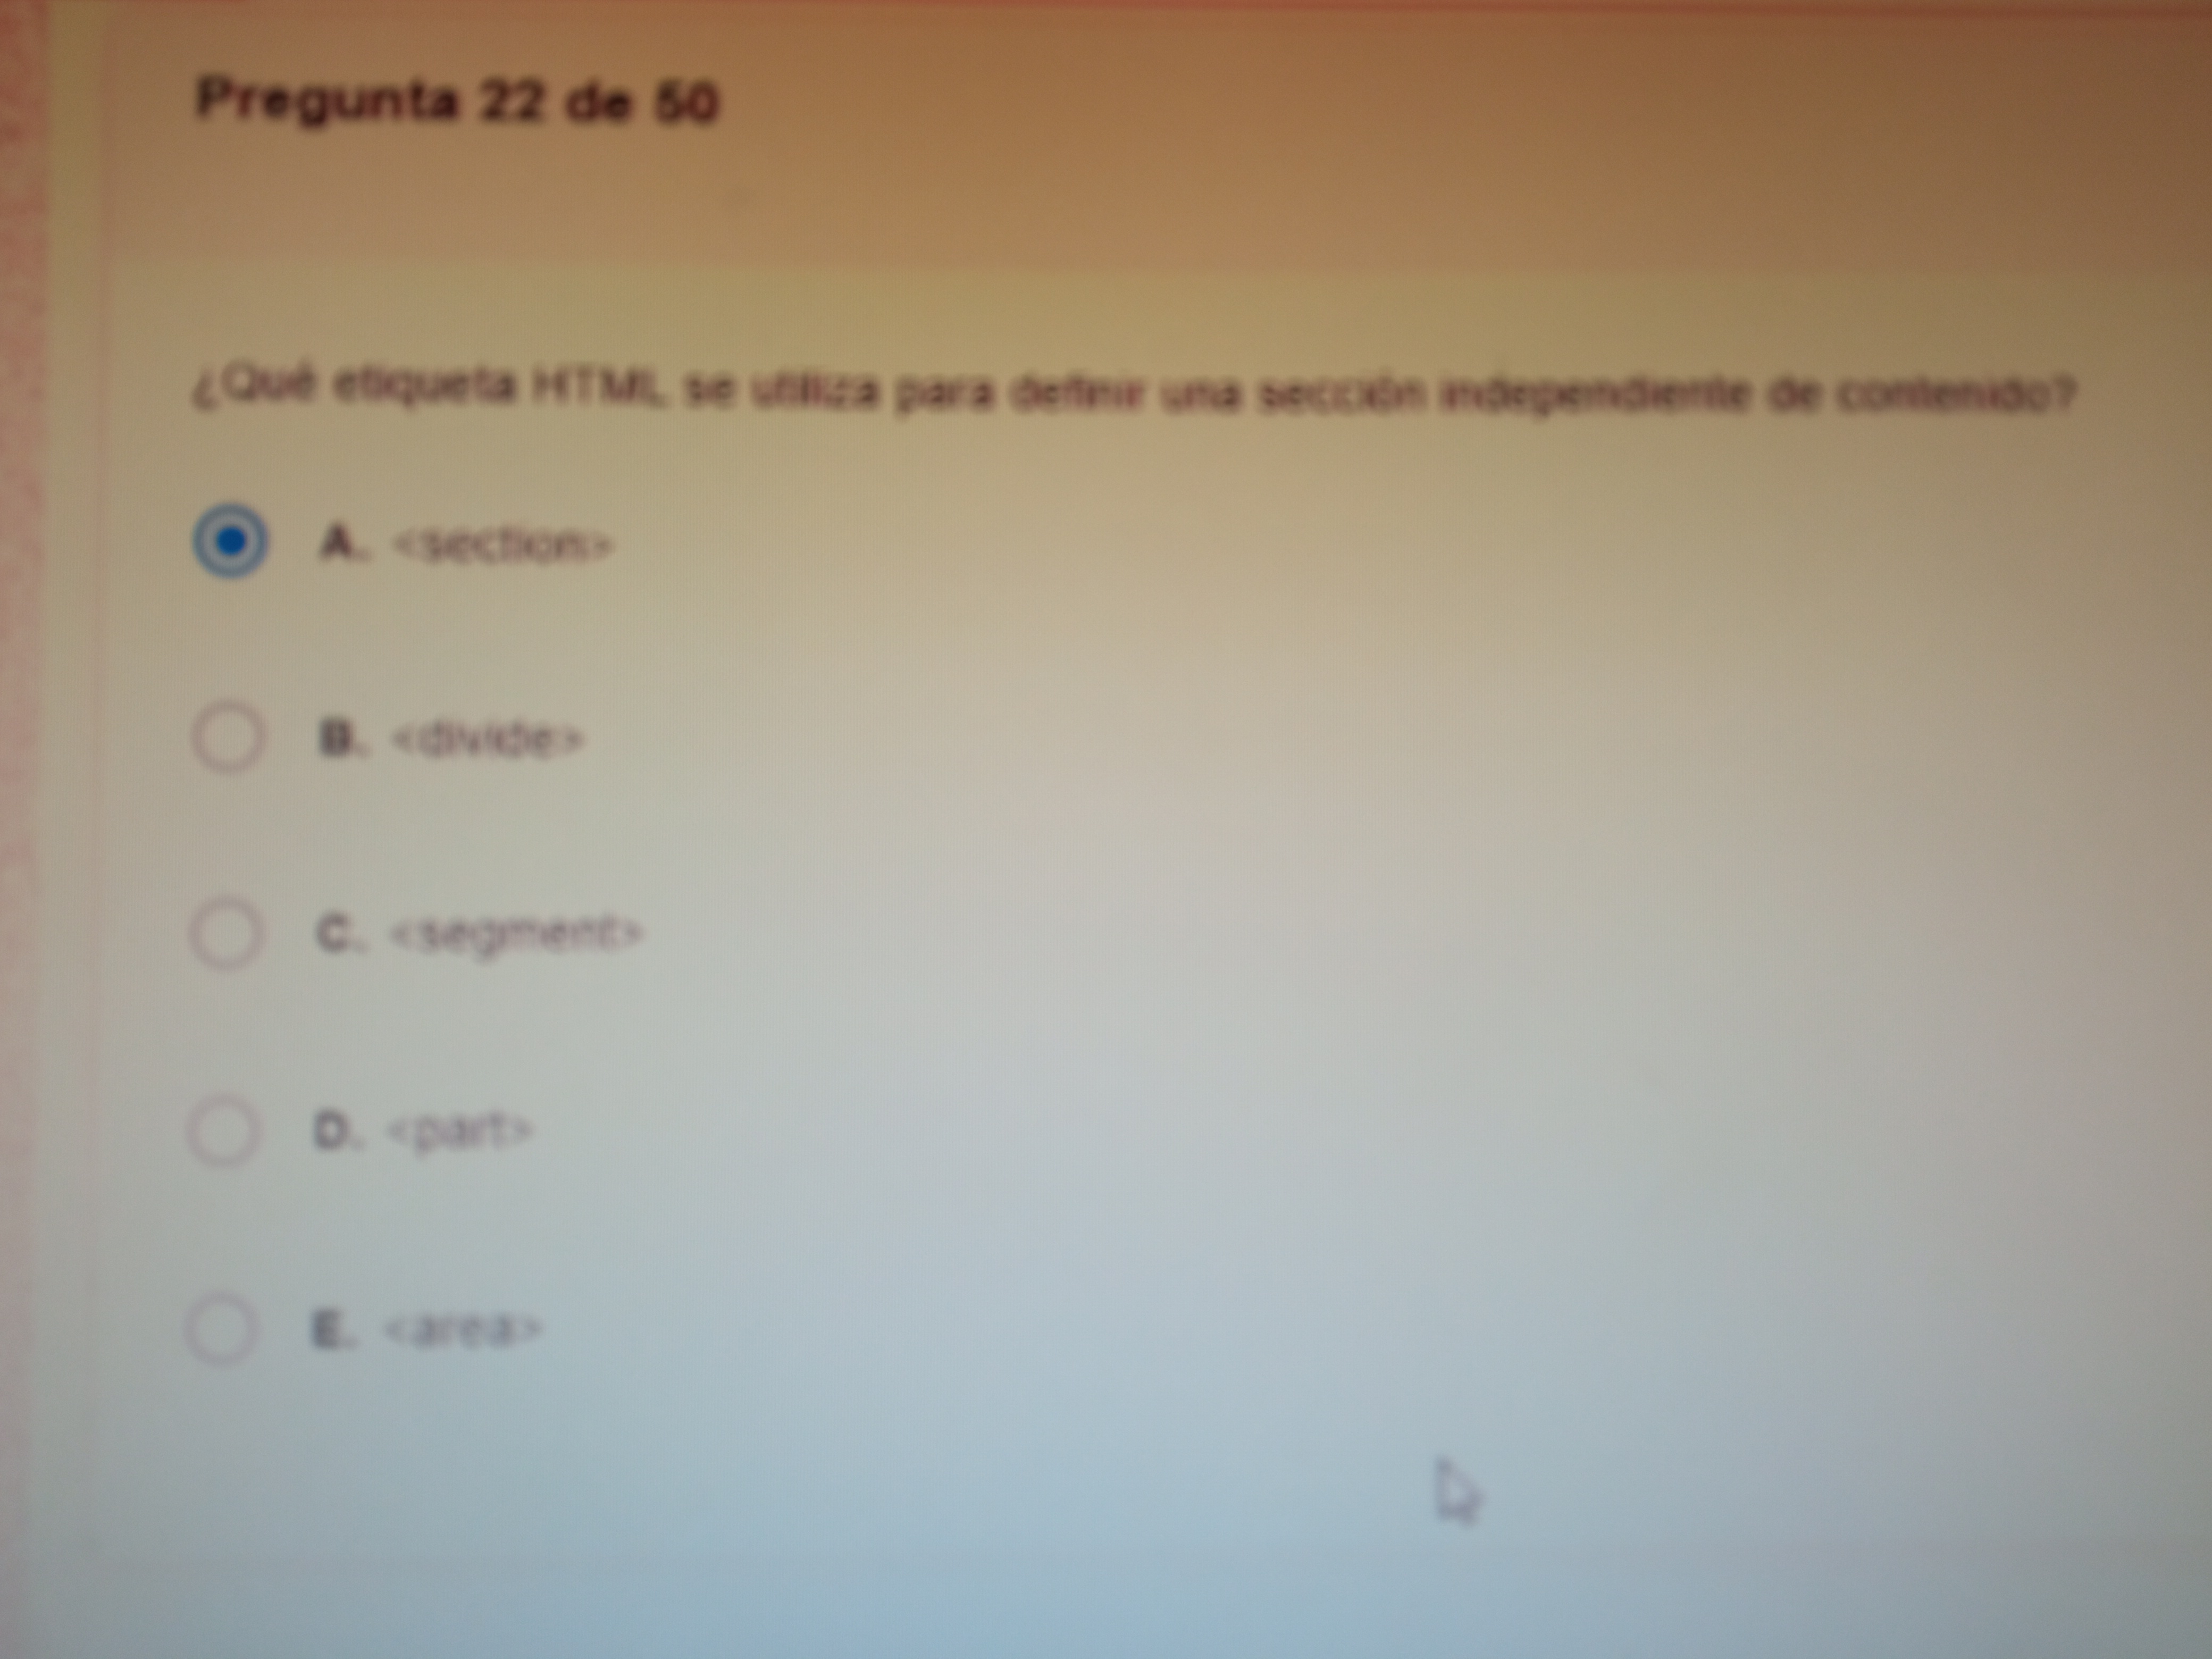 Pregunta 22 de 50
¿Qué etiqueta HTML se utiliza para definir una sección independiente de contenido?
A. <section>
B. <divide>
C. <segment>
D. <part>
E. <area>